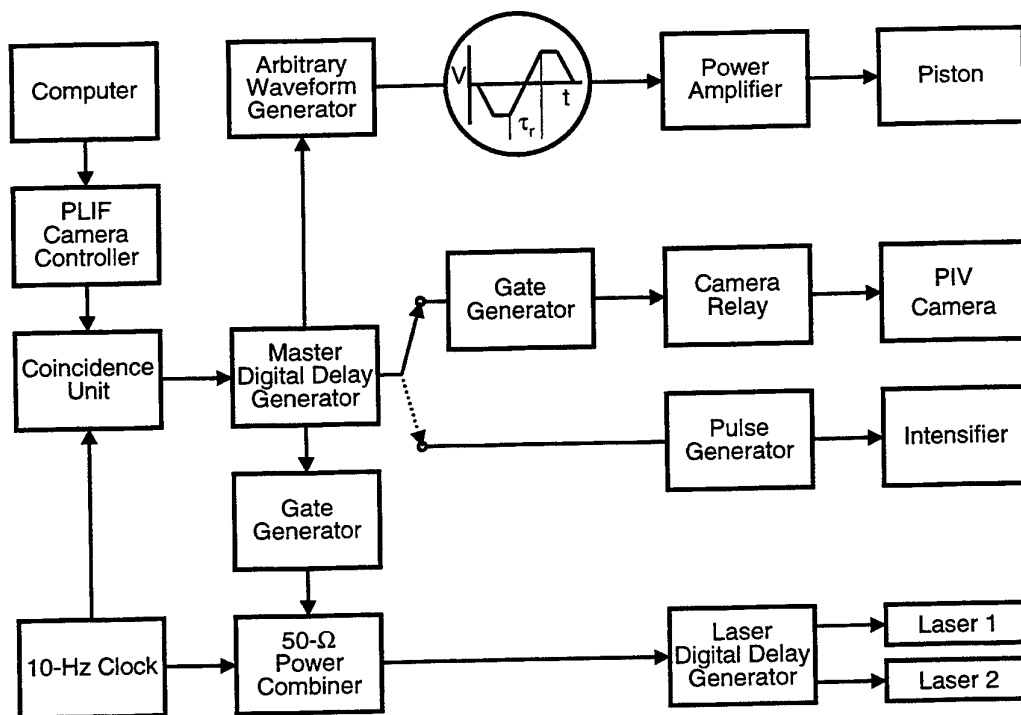 Computer
Arbitrary
Waveform
Generator
V
t
τr
Power
Amplifier
Piston
PLIF
Camera
Controller
Gate
Generator
Camera
Relay
PIV
Camera
Coincidence
Unit
Master
Digital Delay
Generator
Pulse
Generator
Intensifier
Gate
Generator
10-Hz Clock
50-Ω
Power
Combiner
Laser
Digital Delay
Generator
Laser 1
Laser 2